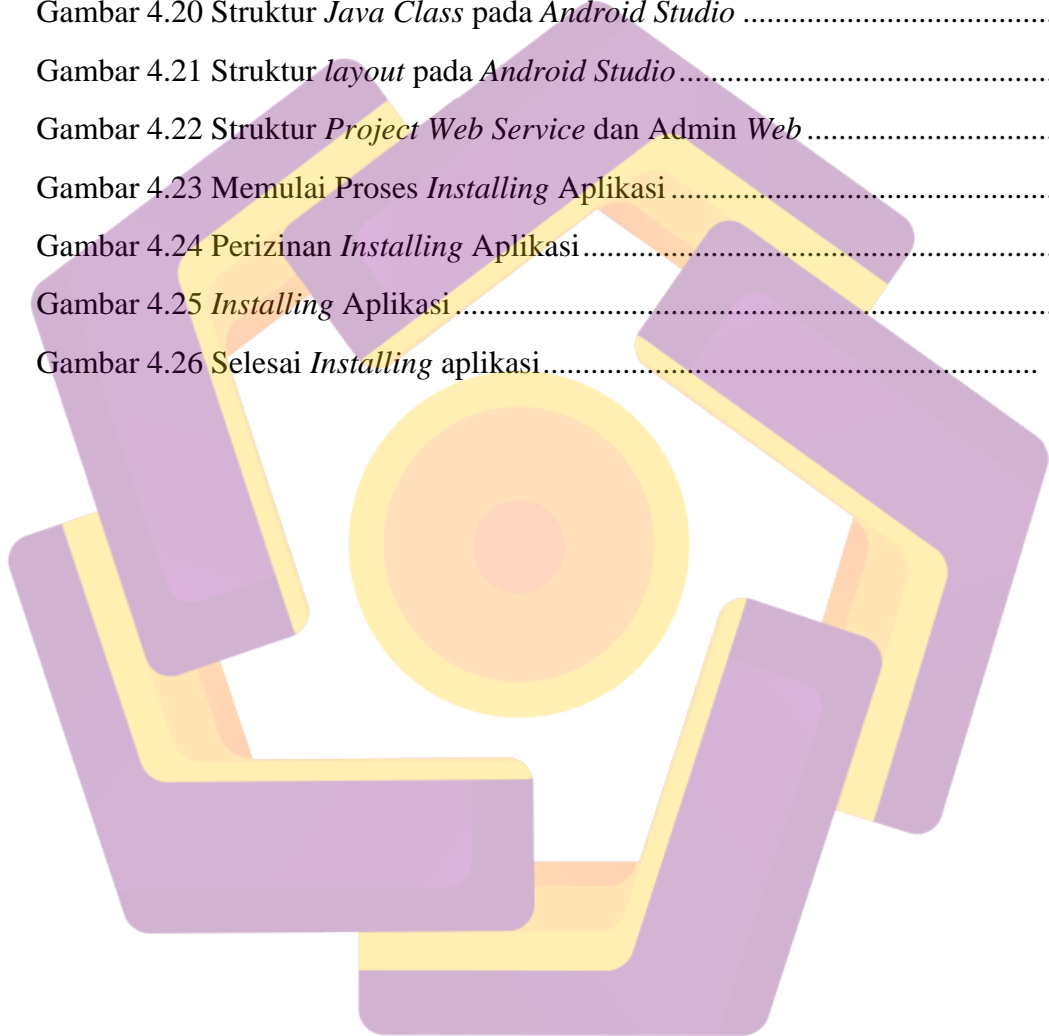 Gambar 4.20 Struktur Java Class pada Android Studio ....................................
Gambar 4.21 Struktur layout pada Android Studio............................................
Gambar 4.22 Struktur Project Web Service dan Admin Web.............................
Gambar 4.23 Memulai Proses Installing Aplikasi .............................................
Gambar 4.24 Perizinan Installing Aplikasi........................................................
Gambar 4.25 Installing Aplikasi .......................................................................
Gambar 4.26 Selesai Installing aplikasi............................................................